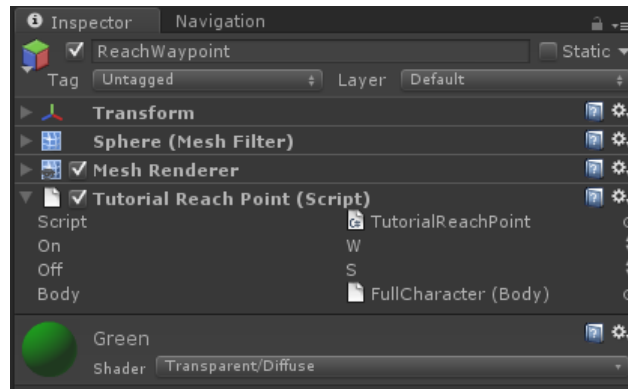 Inspector Navigation
ReachWaypoint Static
Tag Untagged Layer Default
Transform
Sphere (Mesh Filter)
Mesh Renderer
Tutorial Reach Point (Script)
Script TutorialReachPoint
On W
Off S
Body FullCharacter (Body)
Green
Shader Transparent/Diffuse